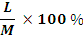 L/M × 100 %